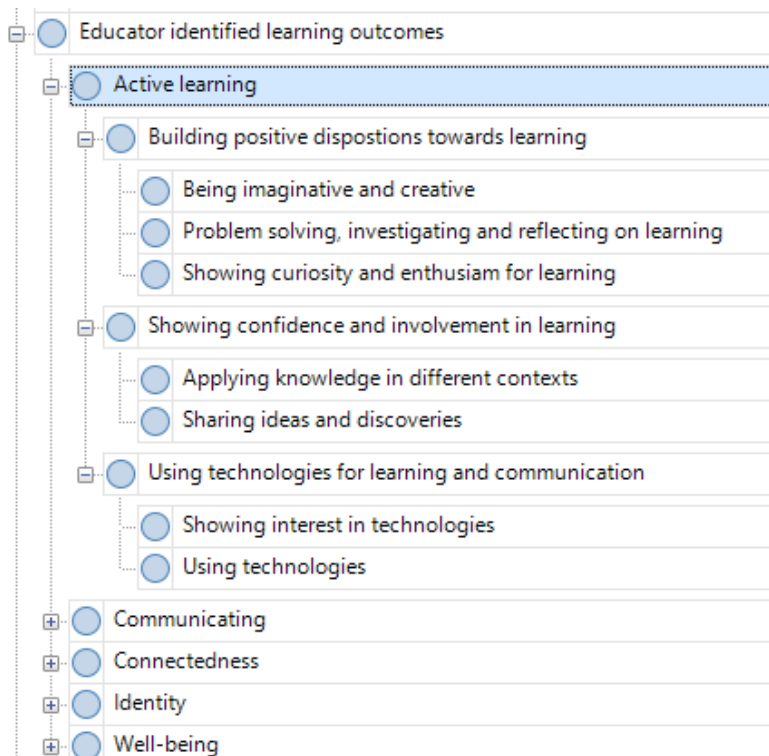 Educator identified learning outcomes
Active learning
Building positive dispostions towards learning
Being imaginative and creative
Problem solving, investigating and reflecting on learning
Showing curiosity and enthusiam for learning
Showing confidence and involvement in learning
Applying knowledge in different contexts
Sharing ideas and discoveries
Using technologies for learning and communication
Showing interest in technologies
Using technologies
Communicating
Connectedness
Identity
Well-being